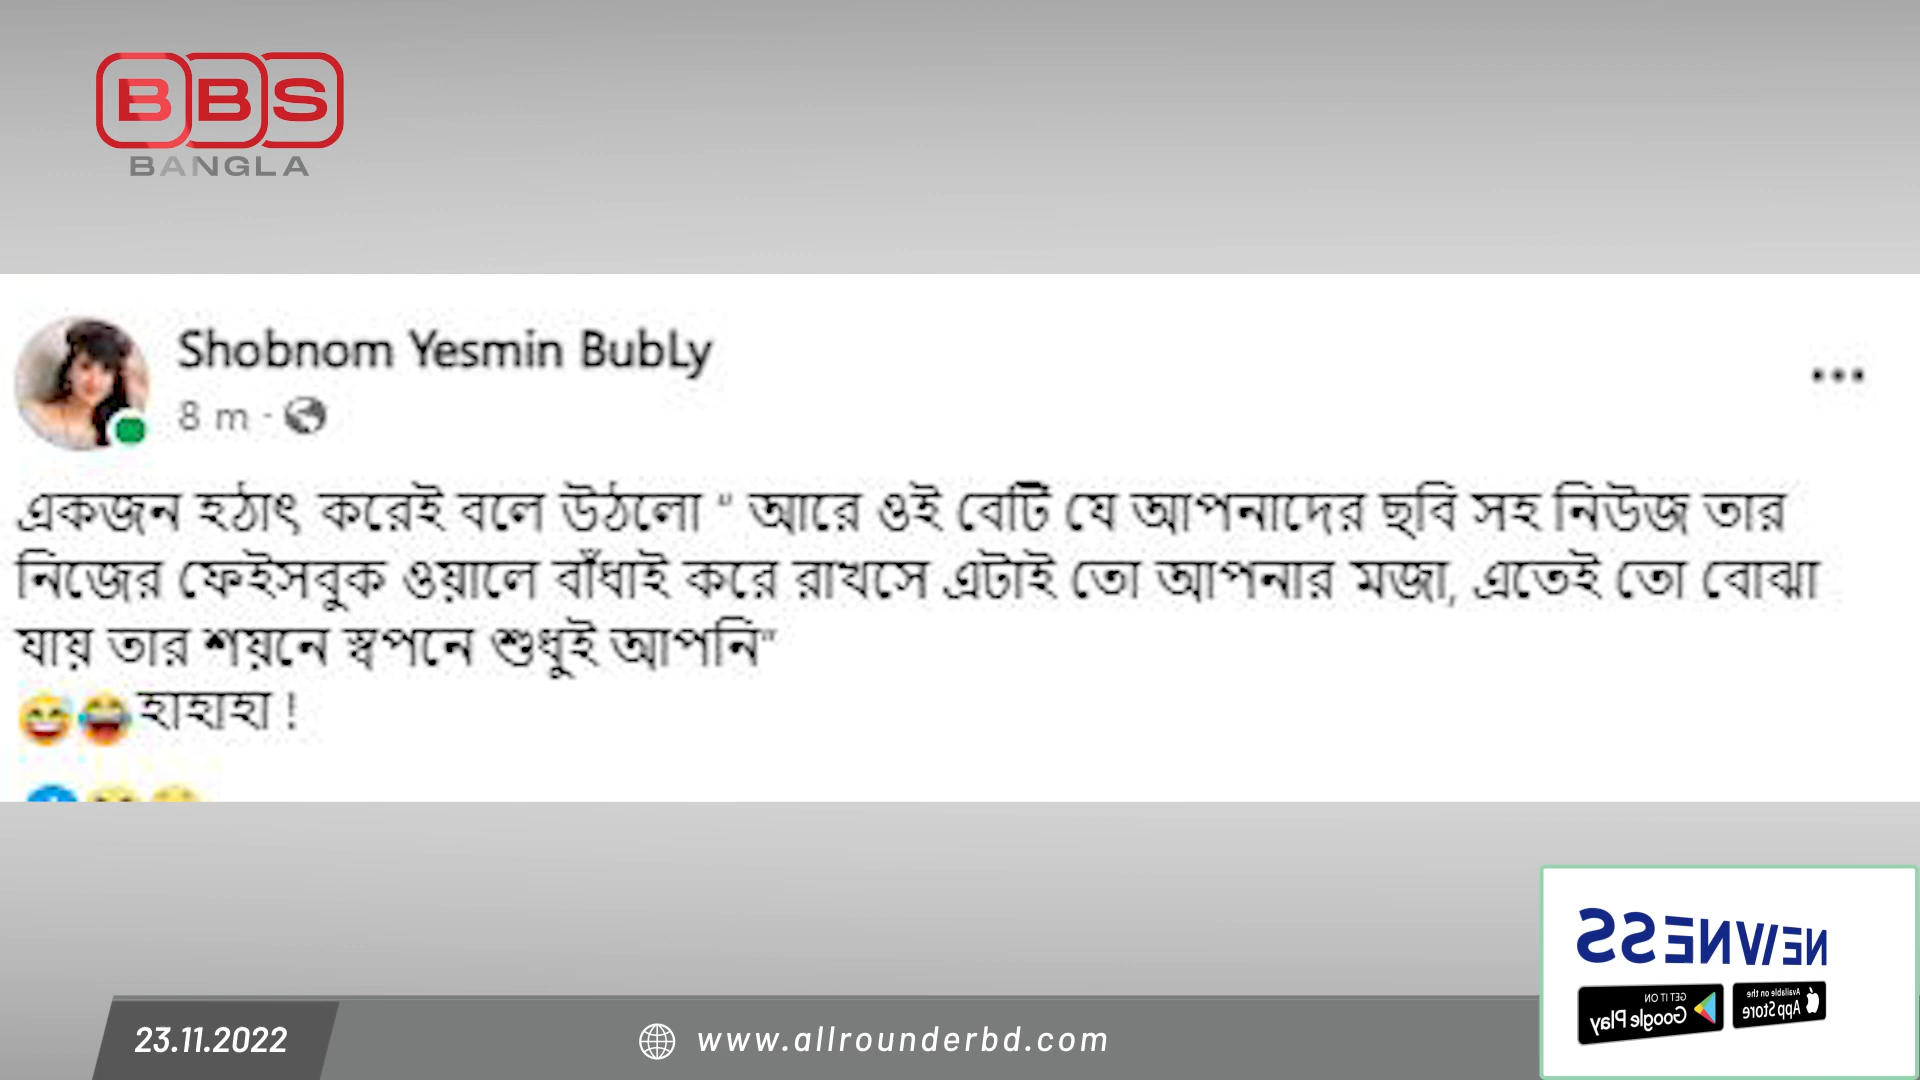 BBS
BANGLA
Shobnom Yesmin BubLy
8 m ·
একজন হঠাৎ করেই বলে উঠলো " আরে ওই বেটি যে আপনাদের ছবি সহ নিউজ তার
নিজের ফেইসবুক ওয়ালে বাঁধাই করে রাখসে এটাই তো আপনার মজা, এতেই তো বোঝা
যায় তার শয়নে স্বপনে শুধুই আপনি"
😅😂হাহাহা !
NEWNESS
GET IT ON
Google Play
Available on the
App Store
23.11.2022
www.allrounderbd.com